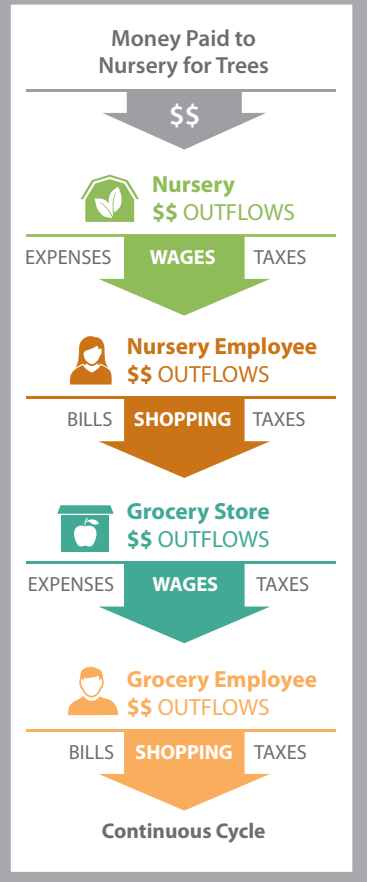 Money Paid to
Nursery for Trees
$$
Nursery
$$ OUTFLOWS
EXPENSES WAGES TAXES
Nursery Employee
$$ OUTFLOWS
BILLS SHOPPING TAXES
Grocery Store
$$ OUTFLOWS
EXPENSES WAGES TAXES
Grocery Employee
$$ OUTFLOWS
BILLS SHOPPING TAXES
Continuous Cycle